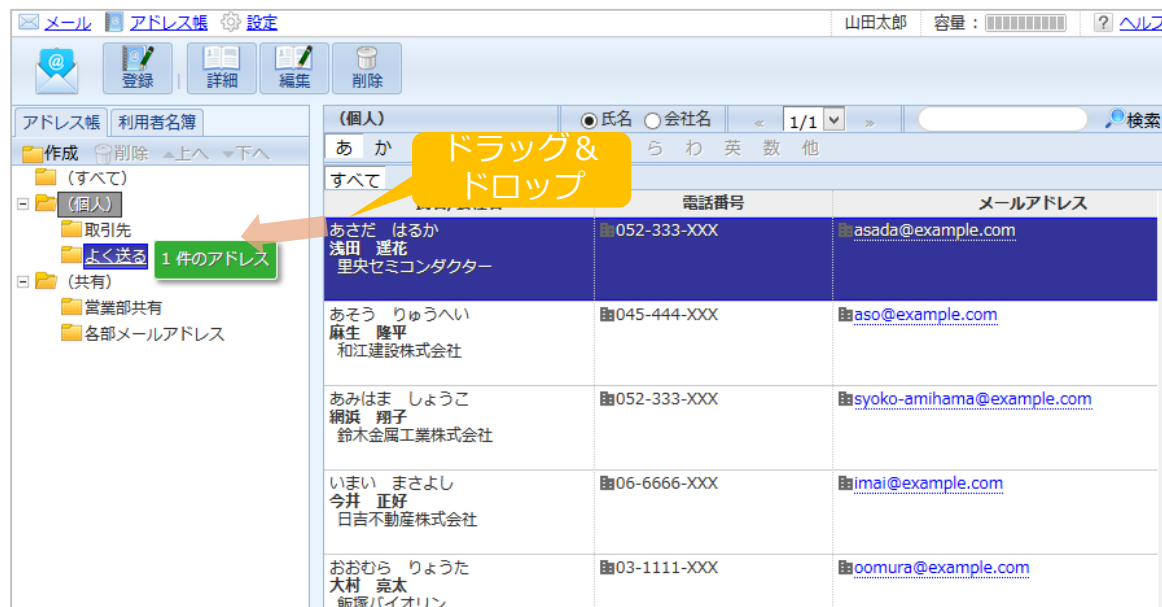 メール アドレス帳 設定 山田太郎 容量： ? ヘルプ
@ 登録 詳細 編集 削除
アドレス帳 利用者名簿 (個人) 氏名 会社名 « 1/1 » 検索
作成 削除 上へ 下へ あ か ら わ 英 数 他
ドラッグ＆
ドロップ
(すべて) すべて
電話番号 メールアドレス
(個人)
取引先
よく送る 1 件のアドレス
(共有)
営業部共有
各部メールアドレス
あさだ はるか 052-333-XXX asada@example.com
浅田 遥花
里央セミコンダクター
あそう りゅうへい 045-444-XXX aso@example.com
麻生 隆平
和江建設株式会社
あみはま しょうこ 052-333-XXX syoko-amihama@example.com
網浜 翔子
鈴木金属工業株式会社
いまい まさよし 06-6666-XXX imai@example.com
今井 正好
日吉不動産株式会社
おおむら りょうた 03-1111-XXX oomura@example.com
大村 亮太
飯塚バイオリン